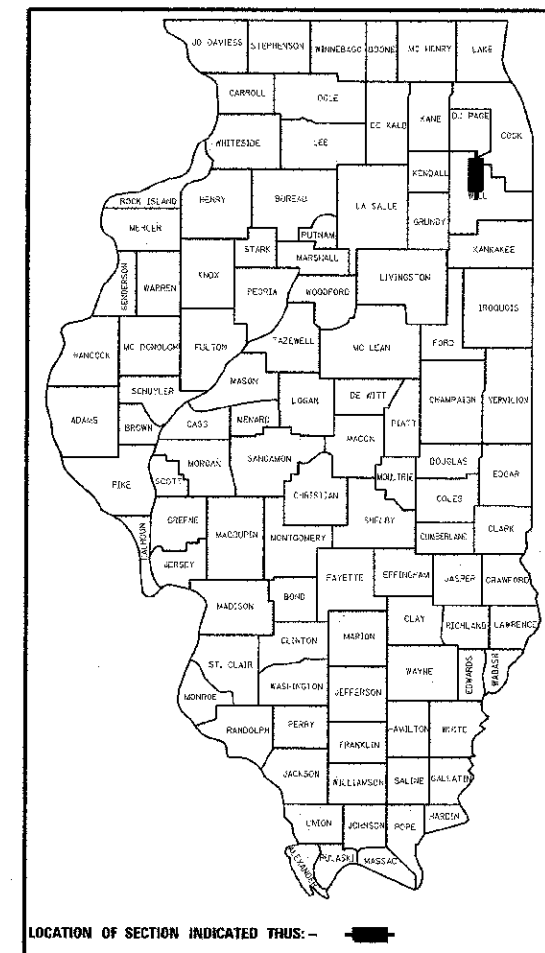 JO DAVIESS STEPHENSON WINNEBAGO BOONE MC HENRY LAKE
CARROLL OGLE DE KALB KANE DU PAGE COOK
WHITESIDE LEE KENDALL WILL
ROCK ISLAND HENRY BUREAU LA SALLE GRUNDY
MERCER PUTNAM KANKAKEE
STARK MARSHALL LIVINGSTON
HENDERSON WARREN KNOX PEORIA WOODFORD IROQUOIS
HANCOCK MC DONOUGH FULTON TAZEWELL MC LEAN FORD
SCHUYLER MASON LOGAN DE WITT CHAMPAIGN VERMILION
ADAMS BROWN CASS MENARD MACON PIATT
MORGAN SANGAMON DOUGLAS EDGAR
PIKE SCOTT CHRISTIAN MOULTRIE COLES
GREENE MACOUPIN MONTGOMERY SHELBY CUMBERLAND CLARK
CALHOUN JERSEY FAYETTE EFFINGHAM JASPER CRAWFORD
MADISON BOND CLAY RICHLAND LAWRENCE
CLINTON MARION
ST. CLAIR WAYNE EDWARDS WABASH
MONROE WASHINGTON JEFFERSON
RANDOLPH PERRY HAMILTON WHITE
FRANKLIN
JACKSON WILLIAMSON SALINE GALLATIN
UNION JOHNSON POPE HARDIN
ALEXANDER PULASKI MASSAC
LOCATION OF SECTION INDICATED THUS: -